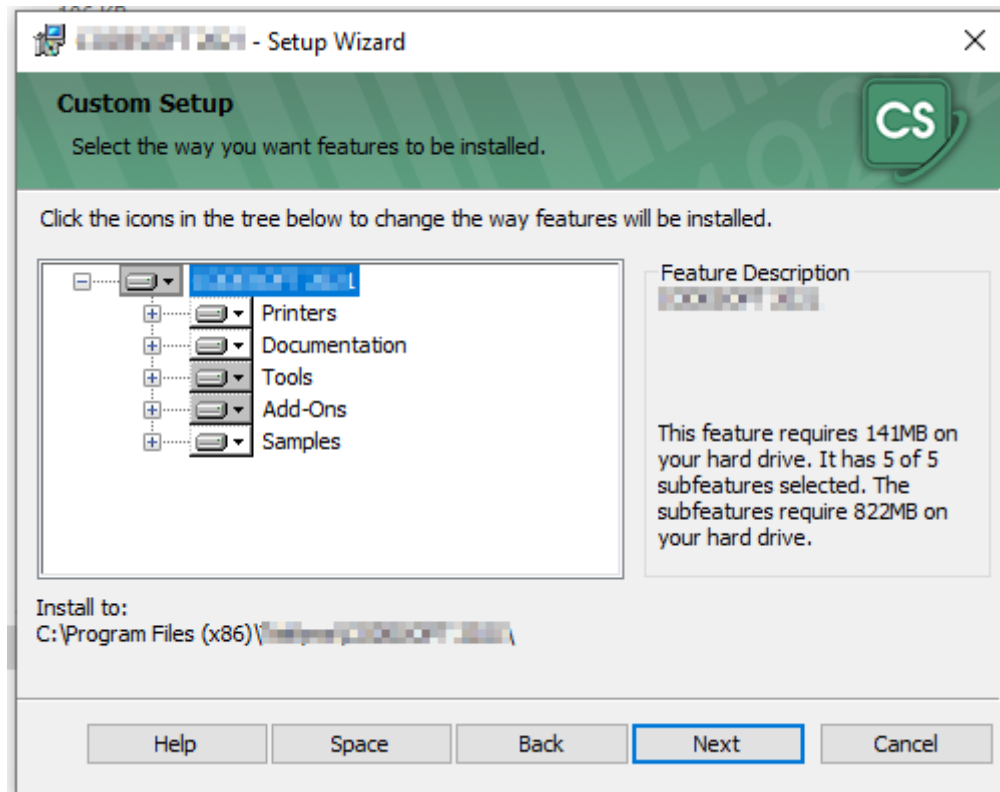 - Setup Wizard
Custom Setup
Select the way you want features to be installed.
CS
Click the icons in the tree below to change the way features will be installed.
Printers
Documentation
Tools
Add-Ons
Samples
Feature Description
This feature requires 141MB on
your hard drive. It has 5 of 5
subfeatures selected. The
subfeatures require 822MB on
your hard drive.
Install to:
C:\Program Files (x86)\
Help
Space
Back
Next
Cancel